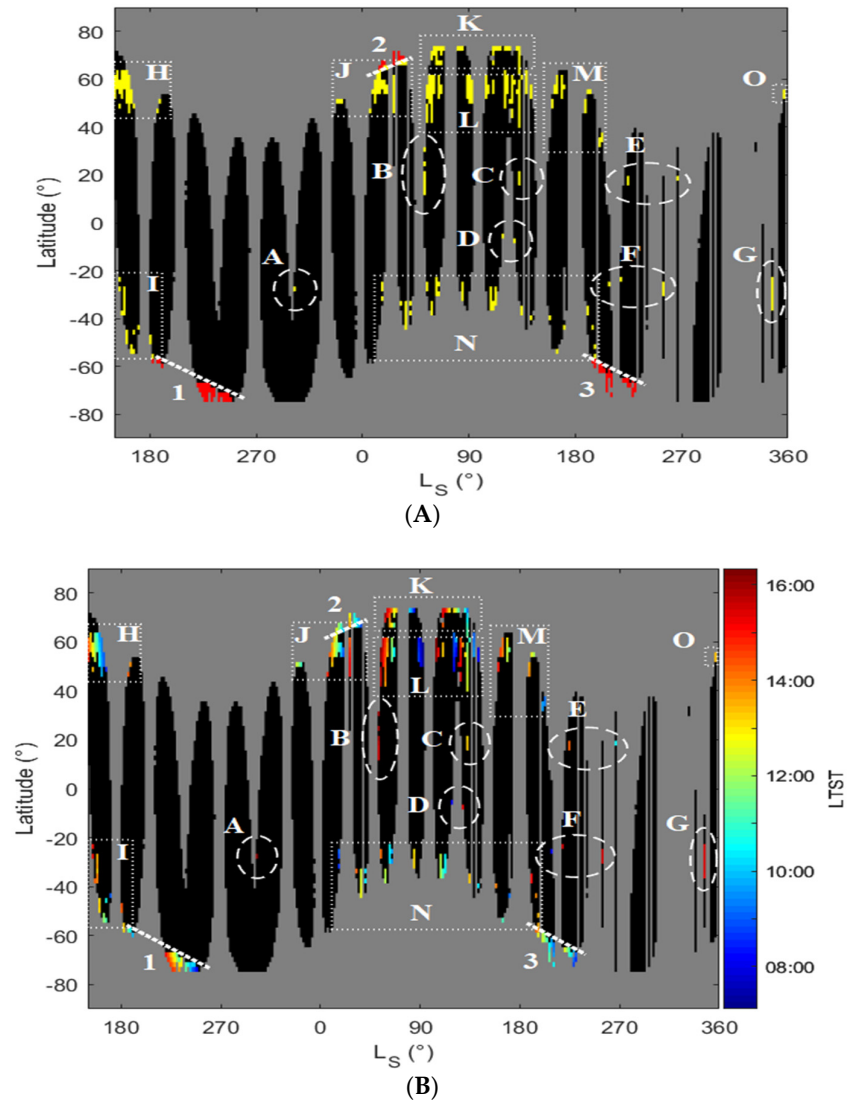 80
60
40
20
0
-20
-40
-60
-80
Latitude (°)
K
2
H
J
M
O
L
B
C
E
D
A
F
G
I
N
1
3
180
270
0
90
180
270
360
L_S (°)
(A)
80
60
40
20
0
-20
-40
-60
-80
Latitude (°)
K
2
H
J
M
O
L
B
C
E
D
A
F
G
I
N
1
3
180
270
0
90
180
270
360
L_S (°)
16:00
14:00
12:00
10:00
08:00
LTST
(B)